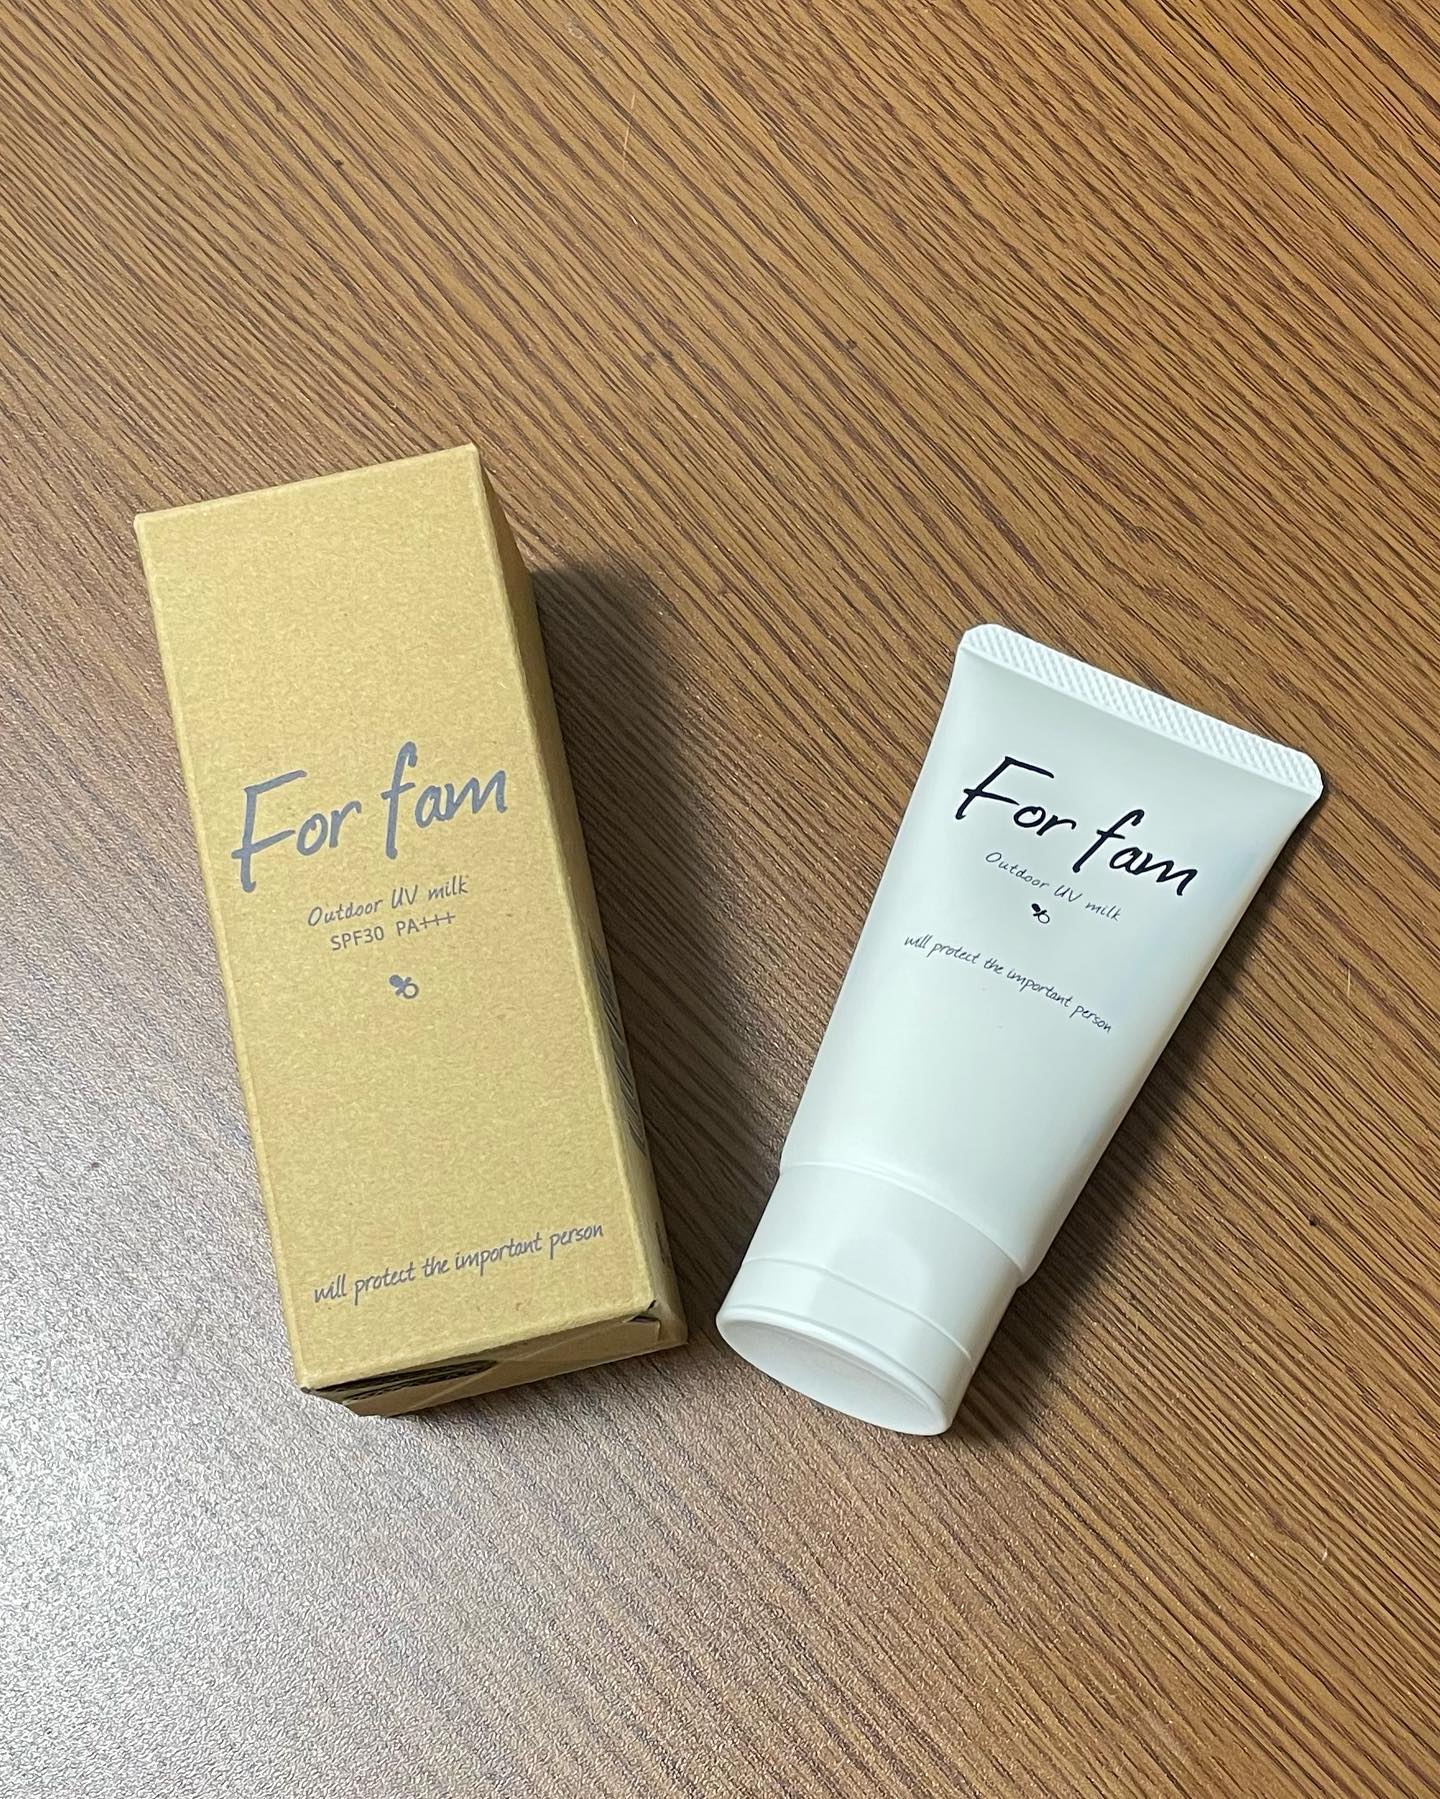 For fam
Outdoor UV milk
SPF30 PA+++
will protect the important person
For fam
Outdoor UV milk
will protect the important person